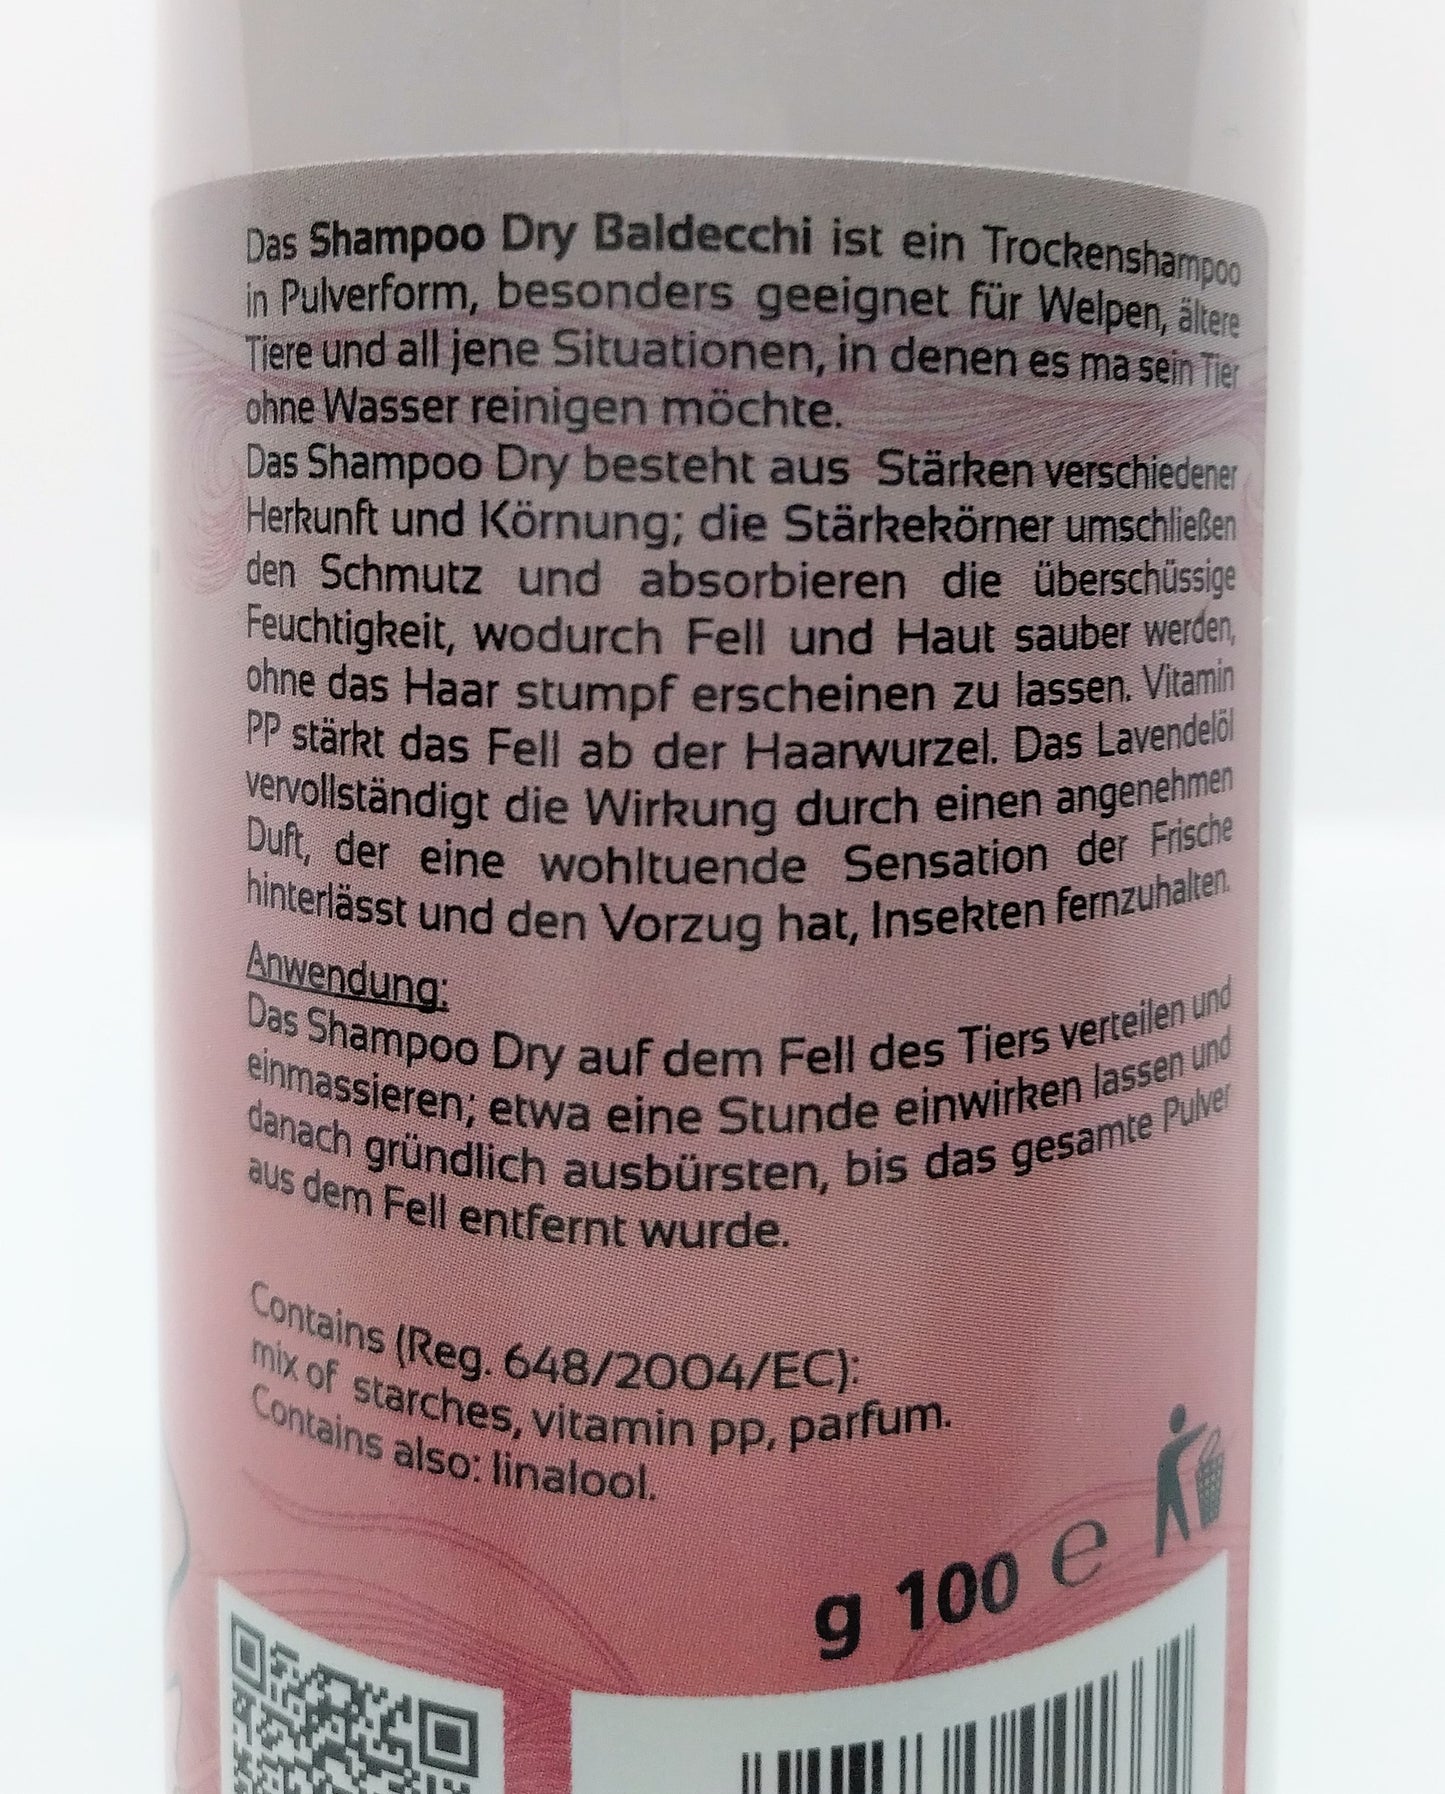 Das Shampoo Dry Baldecchi ist ein Trockenshampoo
in Pulverform, besonders geeignet für Welpen, ältere
Tiere und all jene Situationen, in denen es ma sein Tier
ohne Wasser reinigen möchte.
Das Shampoo Dry besteht aus Stärken verschiedener
Herkunft und Körnung; die Stärkekörner umschließen
den Schmutz und absorbieren die überschüssige
Feuchtigkeit, wodurch Fell und Haut sauber werden,
ohne das Haar stumpf erscheinen zu lassen. Vitamin
PP stärkt das Fell ab der Haarwurzel. Das Lavendelöl
vervollständigt die Wirkung durch einen angenehmen
Duft, der eine wohltuende Sensation der Frische
hinterlässt und den Vorzug hat, Insekten fernzuhalten.
Anwendung:
Das Shampoo Dry auf dem Fell des Tiers verteilen und
einmassieren; etwa eine Stunde einwirken lassen und
danach gründlich ausbürsten, bis das gesamte Pulver
aus dem Fell entfernt wurde.
Contains (Reg. 648/2004/EC):
mix of starches, vitamin pp, parfum.
Contains also: linalool.
g 100 ℮